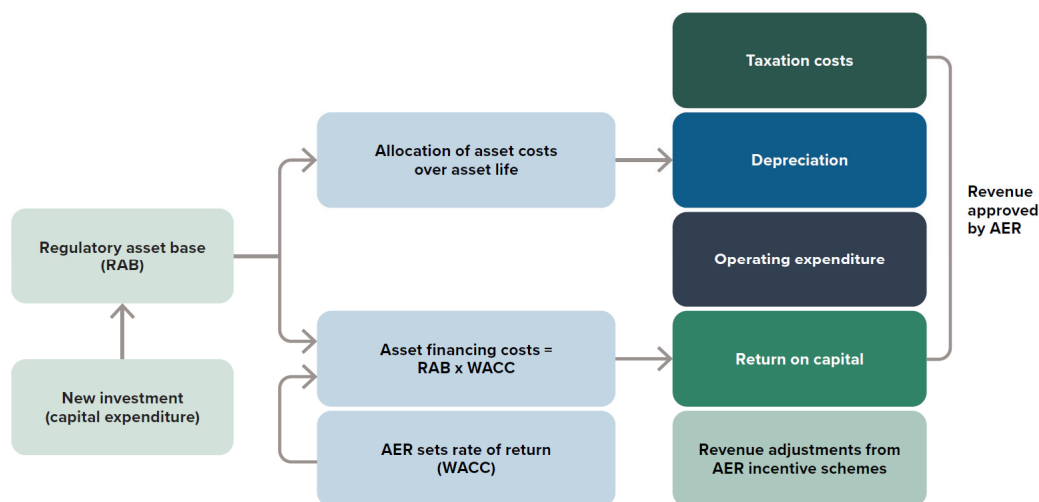 Taxation costs
Allocation of asset costs
over asset life
Depreciation
Revenue
approved
by AER
Regulatory asset base
(RAB)
Operating expenditure
Asset financing costs =
RAB x WACC
Return on capital
New investment
(capital expenditure)
AER sets rate of return
(WACC)
Revenue adjustments from
AER incentive schemes